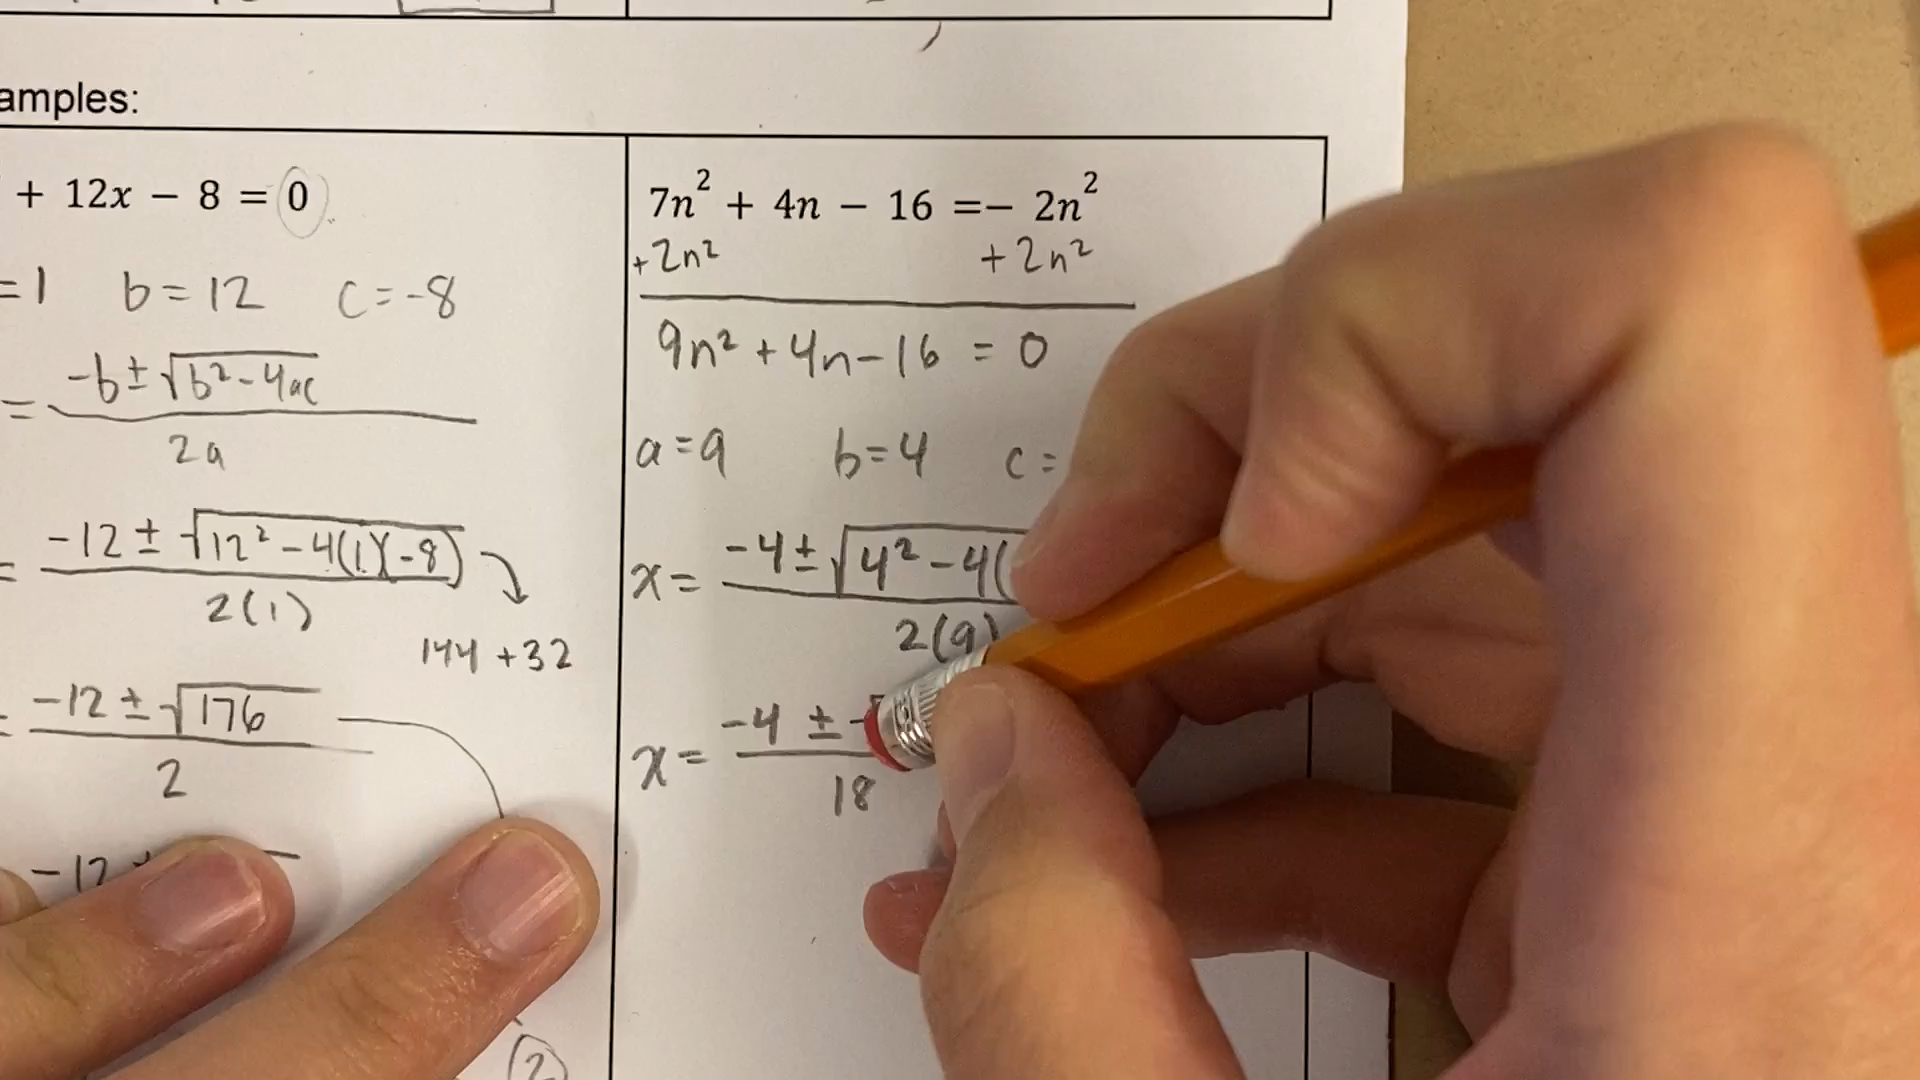 amples:
+ 12x − 8 = 0
=1 b=12 c=-8
= -b±√b²-4ac
2a
= -12 ± √12²-4(1)(-8)
2(1)
144 +32
= -12 ± √176
2
-12
2
7n² + 4n − 16 =− 2n²
+2n² +2n²
9n²+4n-16 = 0
a=9 b=4 c=
x= -4±√4²-4(
2(9)
x= -4 ±
18